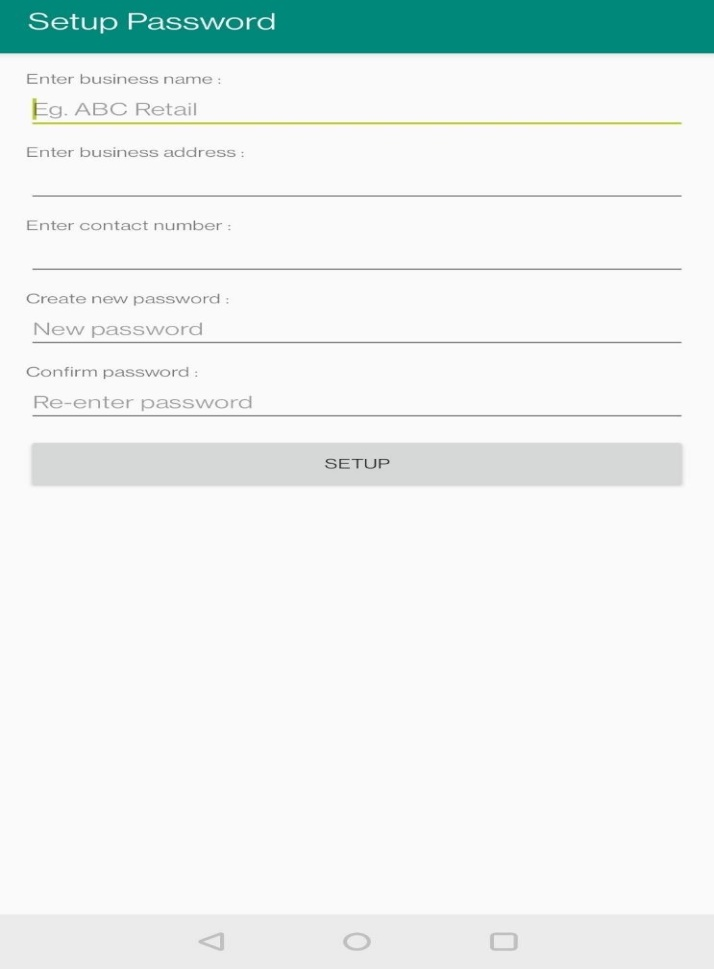 Setup Password
Enter business name :
Eg. ABC Retail
Enter business address :
Enter contact number :
Create new password :
New password
Confirm password :
Re-enter password
SETUP